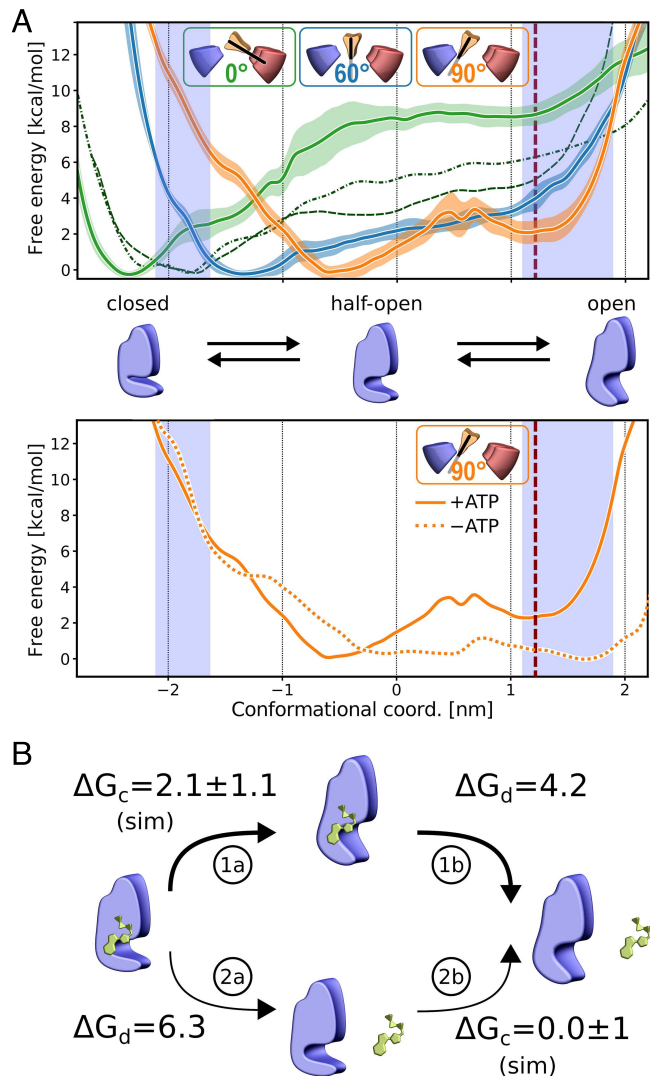 A
Free energy [kcal/mol]
12
10
8
6
4
2
0
0°
60°
90°
closed
half-open
open
Free energy [kcal/mol]
12
10
8
6
4
2
0
90°
+ATP
−ATP
−2
−1
0
1
2
Conformational coord. [nm]
B
ΔGc=2.1±1.1
(sim)
ΔGd=4.2
1a
1b
2a
2b
ΔGd=6.3
ΔGc=0.0±1
(sim)